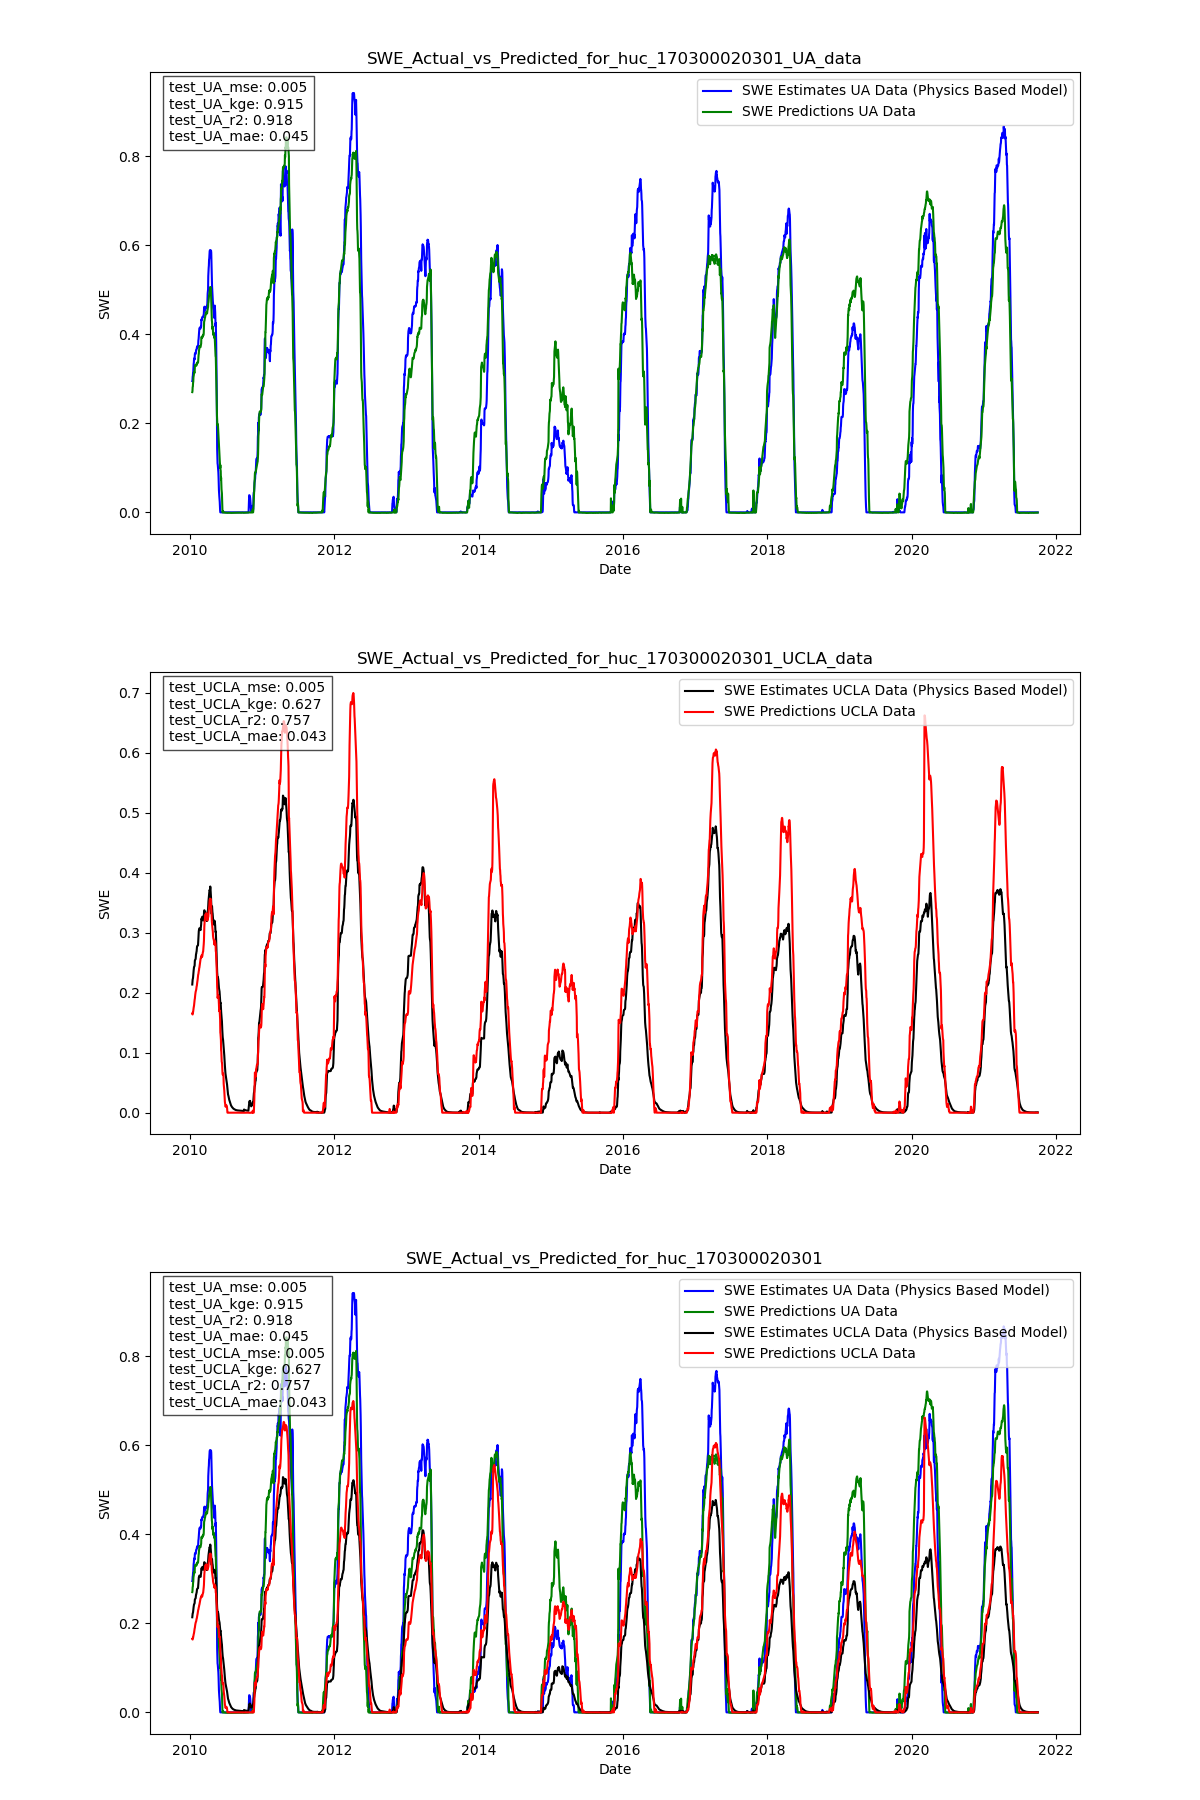 SWE_Actual_vs_Predicted_for_huc_170300020301_UA_data
test_UA_mse: 0.005
test_UA_kge: 0.915
test_UA_r2: 0.918
test_UA_mae: 0.045
SWE Estimates UA Data (Physics Based Model)
SWE Predictions UA Data
0.8
0.6
0.4
0.2
0.0
SWE
2010
2012
2014
2016
2018
2020
2022
Date
SWE_Actual_vs_Predicted_for_huc_170300020301_UCLA_data
test_UCLA_mse: 0.005
test_UCLA_kge: 0.627
test_UCLA_r2: 0.757
test_UCLA_mae: 0.043
SWE Estimates UCLA Data (Physics Based Model)
SWE Predictions UCLA Data
0.7
0.6
0.5
0.4
0.3
0.2
0.1
0.0
SWE
2010
2012
2014
2016
2018
2020
2022
Date
SWE_Actual_vs_Predicted_for_huc_170300020301
test_UA_mse: 0.005
test_UA_kge: 0.915
test_UA_r2: 0.918
test_UA_mae: 0.045
test_UCLA_mse: 0.005
test_UCLA_kge: 0.627
test_UCLA_r2: 0.757
test_UCLA_mae: 0.043
SWE Estimates UA Data (Physics Based Model)
SWE Predictions UA Data
SWE Estimates UCLA Data (Physics Based Model)
SWE Predictions UCLA Data
0.8
0.6
0.4
0.2
0.0
SWE
2010
2012
2014
2016
2018
2020
2022
Date